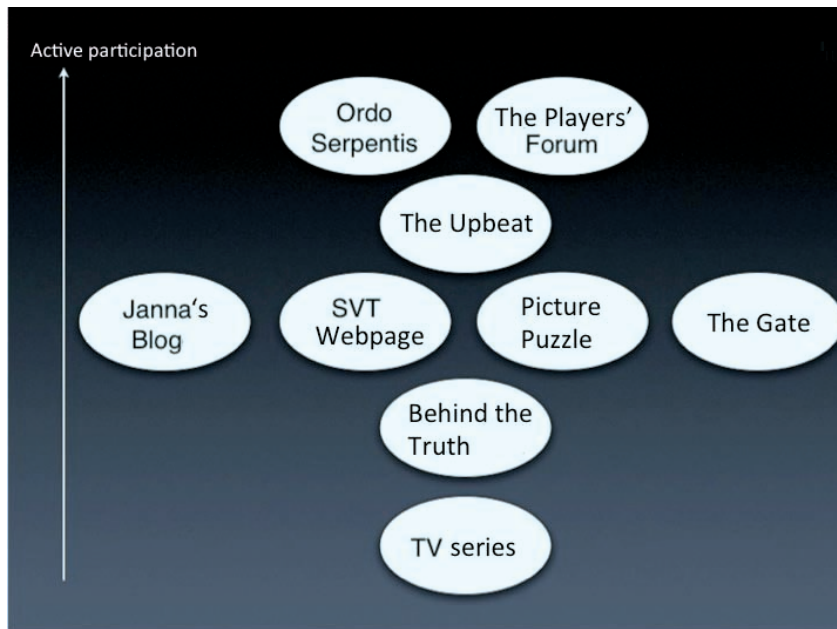 Active participation
Ordo
Serpentis
The Players’
Forum
The Upbeat
Janna‘s
Blog
SVT
Webpage
Picture
Puzzle
The Gate
Behind the
Truth
TV series